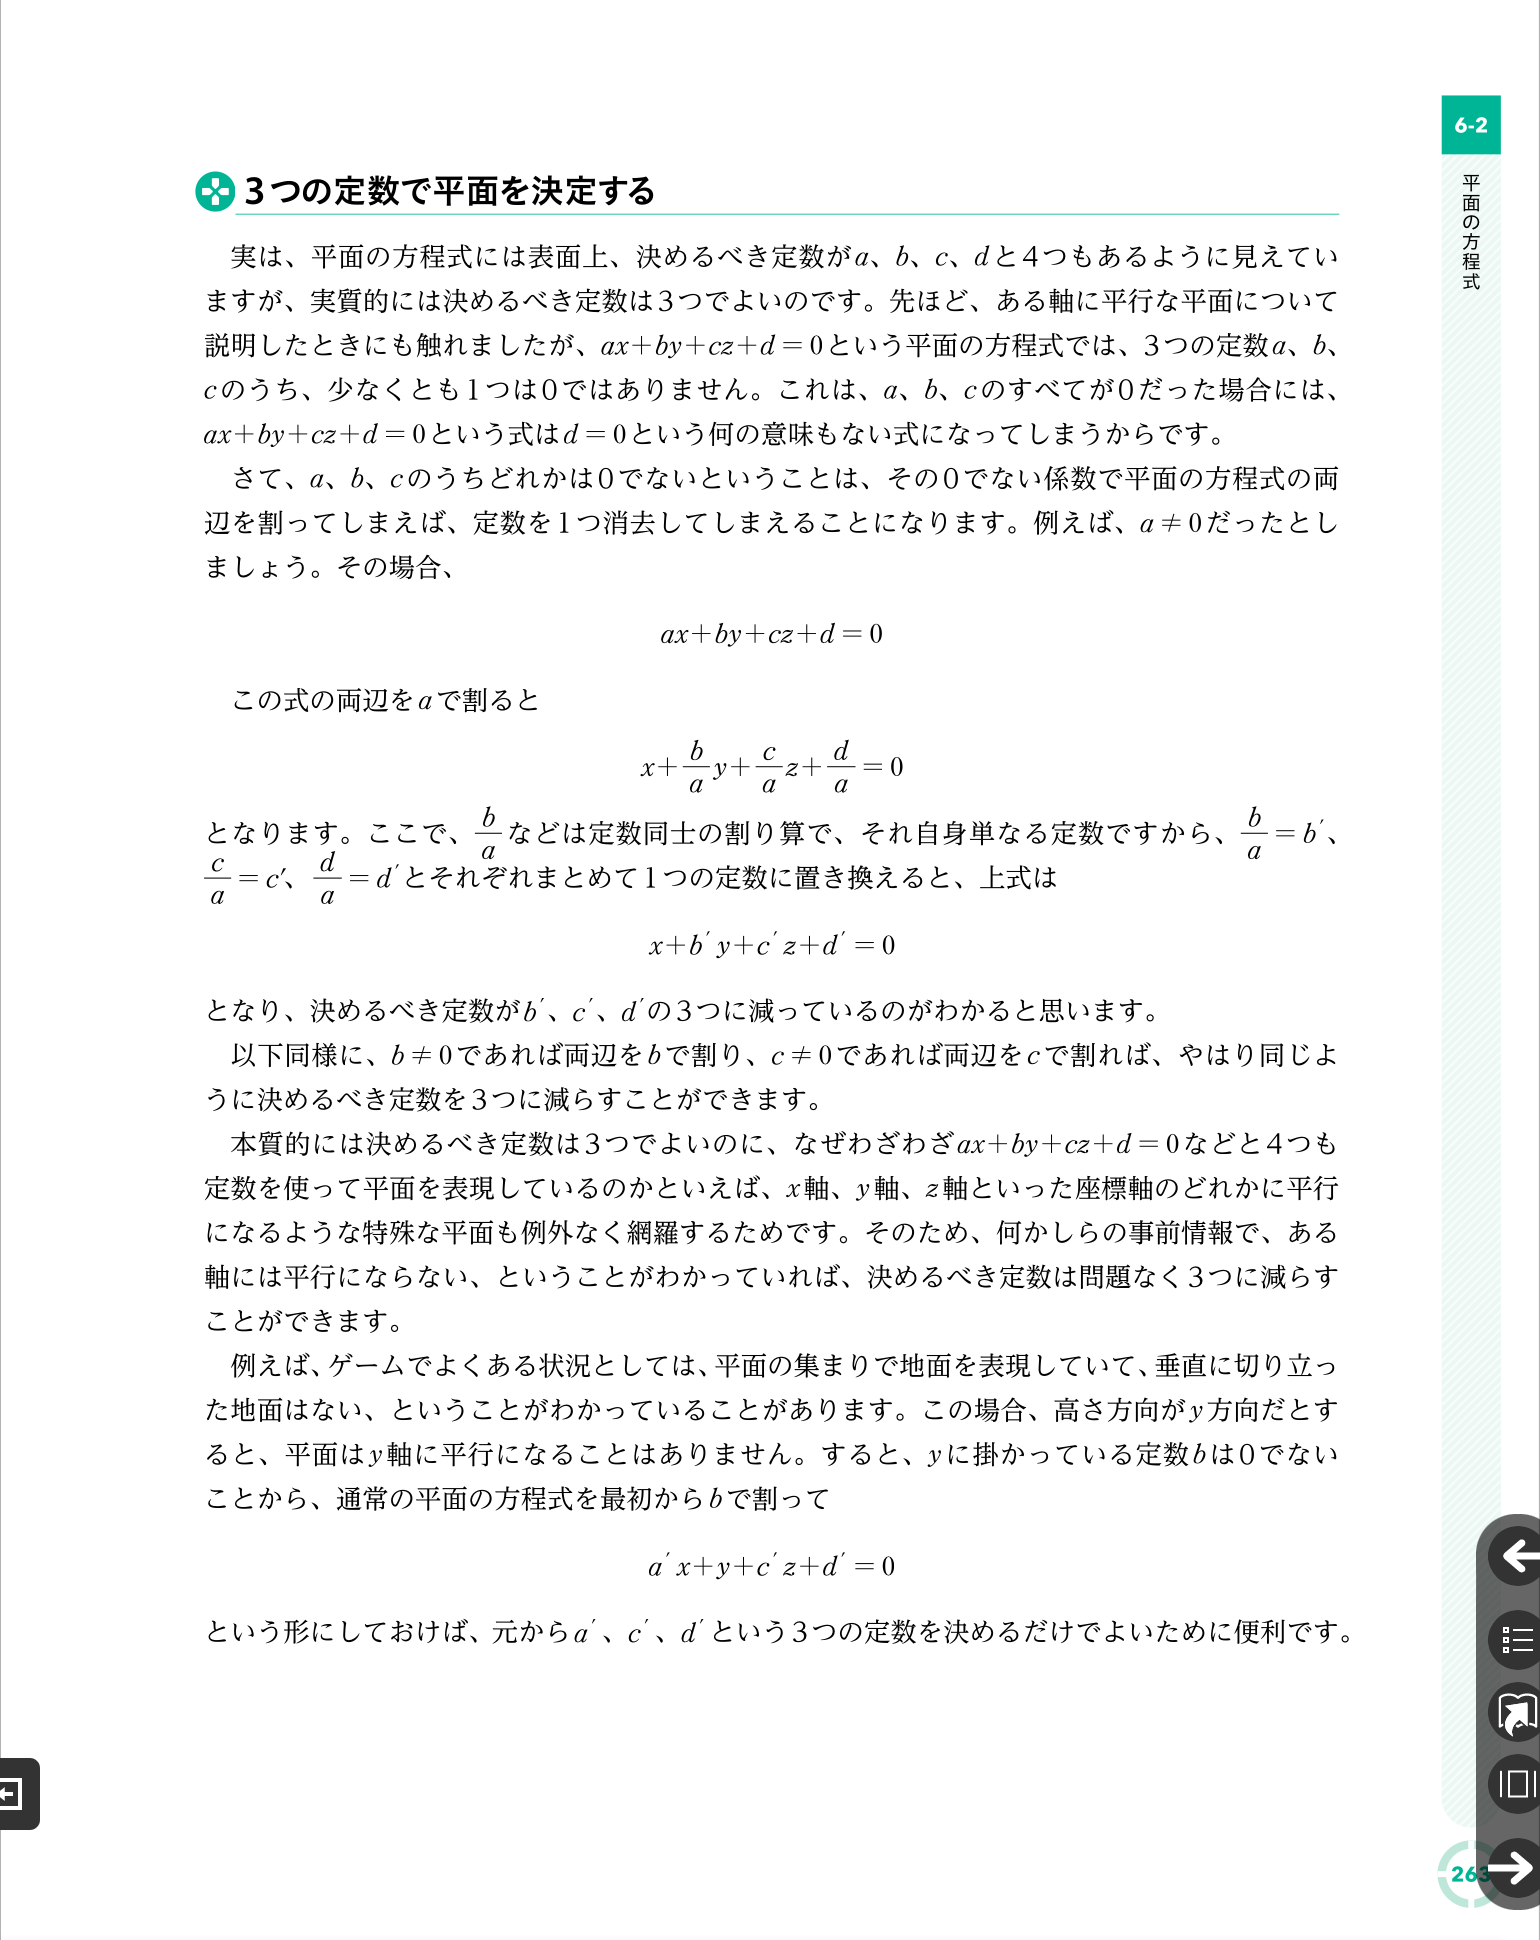 6-2
平面の方程式
3つの定数で平面を決定する
実は、平面の方程式には表面上、決めるべき定数がa、b、c、dと4つもあるように見えてい
ますが、実質的には決めるべき定数は3つでよいのです。先ほど、ある軸に平行な平面について
説明したときにも触れましたが、ax+by+cz+d=0という平面の方程式では、3つの定数a、b、
cのうち、少なくとも1つは0ではありません。これは、a、b、cのすべてが0だった場合には、
ax+by+cz+d=0という式はd=0という何の意味もない式になってしまうからです。
さて、a、b、cのうちどれかは0でないということは、その0でない係数で平面の方程式の両
辺を割ってしまえば、定数を1つ消去してしまえることになります。例えば、a≠0だったとし
ましょう。その場合、
ax+by+cz+d=0
この式の両辺をaで割ると
x+b/a y+c/a z+d/a=0
となります。ここで、b/aなどは定数同士の割り算で、それ自身単なる定数ですから、b/a=b′、
c/a=c′、d/a=d′とそれぞれまとめて1つの定数に置き換えると、上式は
x+b′y+c′z+d′=0
となり、決めるべき定数がb′、c′、d′の3つに減っているのがわかると思います。
以下同様に、b≠0であれば両辺をbで割り、c≠0であれば両辺をcで割れば、やはり同じよ
うに決めるべき定数を3つに減らすことができます。
本質的には決めるべき定数は3つでよいのに、なぜわざわざax+by+cz+d=0などと4つも
定数を使って平面を表現しているのかといえば、x軸、y軸、z軸といった座標軸のどれかに平行
になるような特殊な平面も例外なく網羅するためです。そのため、何かしらの事前情報で、ある
軸には平行にならない、ということがわかっていれば、決めるべき定数は問題なく3つに減らす
ことができます。
例えば、ゲームでよくある状況としては、平面の集まりで地面を表現していて、垂直に切り立っ
た地面はない、ということがわかっていることがあります。この場合、高さ方向がy方向だとす
ると、平面はy軸に平行になることはありません。すると、yに掛かっている定数bは0でない
ことから、通常の平面の方程式を最初からbで割って
a′x+y+c′z+d′=0
という形にしておけば、元からa′、c′、d′という3つの定数を決めるだけでよいために便利です。
263